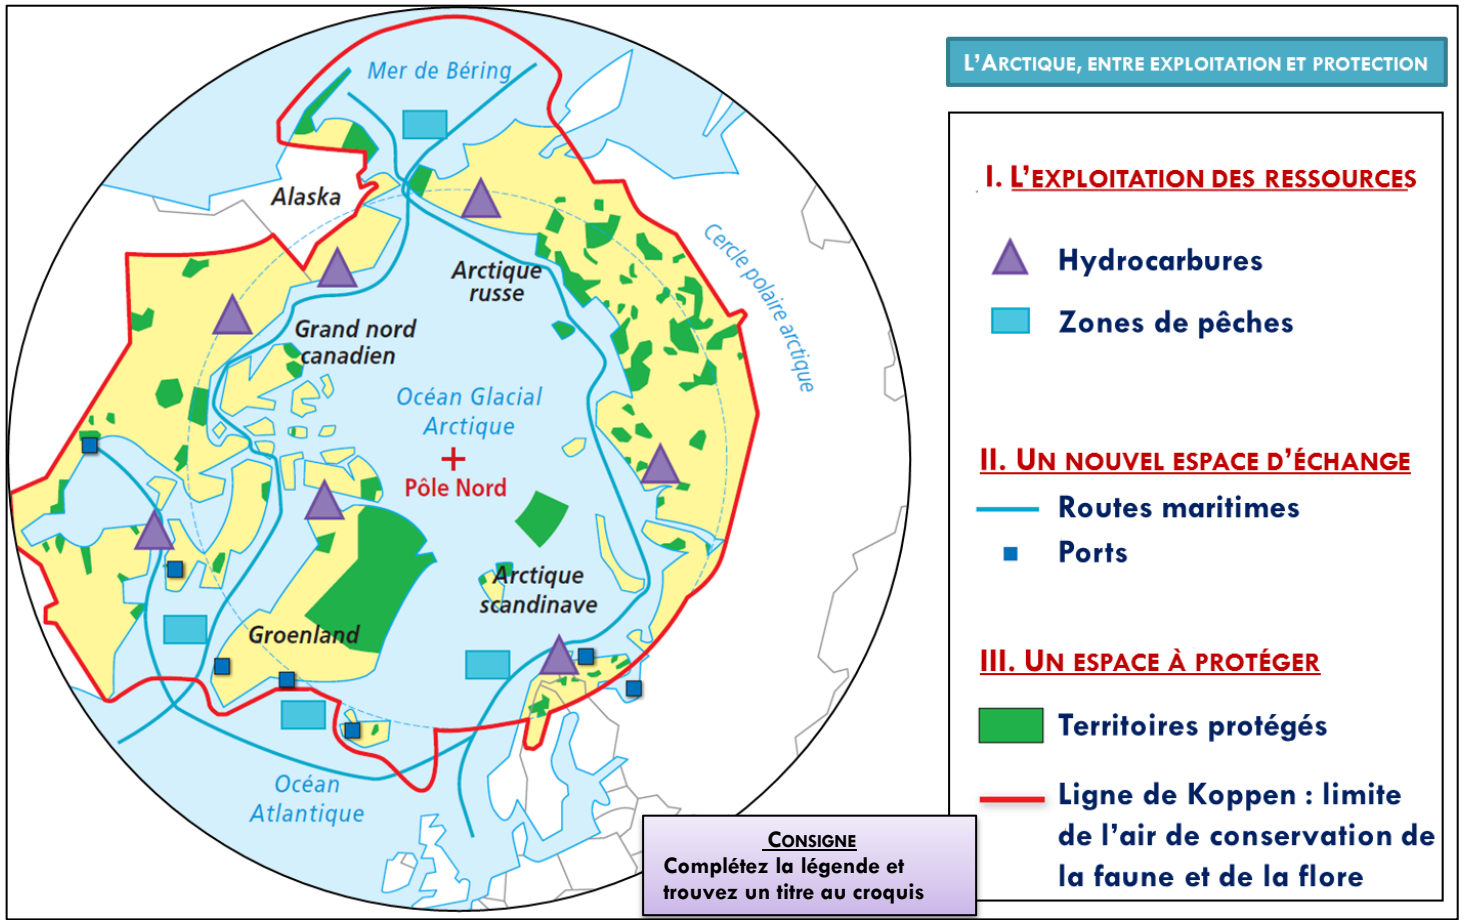 L'ARCTIQUE, ENTRE EXPLOITATION ET PROTECTION
Mer de Béring
Alaska
Arctique
russe
Cercle polaire arctique
Grand nord
canadien
Océan Glacial
Arctique
Pôle Nord
Arctique
scandinave
Groenland
Océan
Atlantique
I. L'EXPLOITATION DES RESSOURCES
Hydrocarbures
Zones de pêches
II. UN NOUVEL ESPACE D'ÉCHANGE
Routes maritimes
Ports
III. UN ESPACE À PROTÉGER
Territoires protégés
Ligne de Koppen : limite
de l'air de conservation de
la faune et de la flore
CONSIGNE
Complétez la légende et
trouvez un titre au croquis